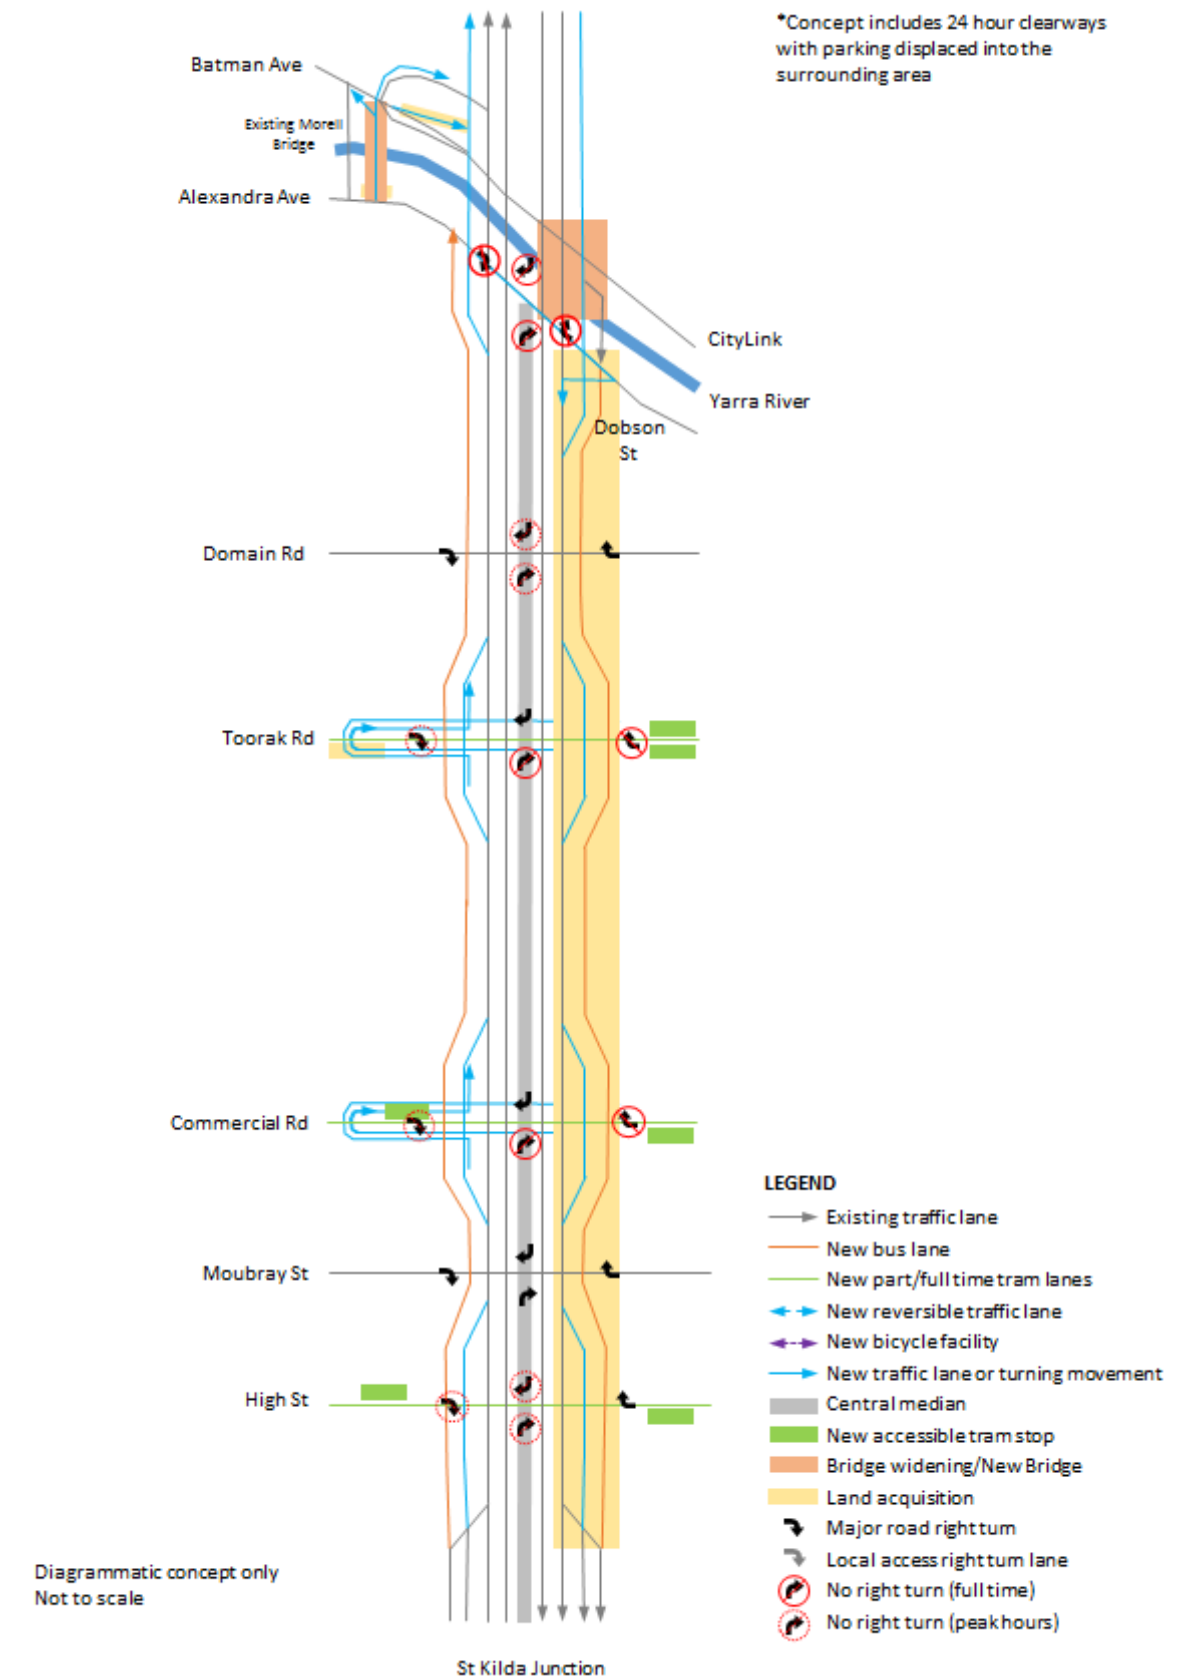 *Concept includes 24 hour clearways
with parking displaced into the
surrounding area
Batman Ave
Existing Morell
Bridge
Alexandra Ave
CityLink
Yarra River
Dobson
St
Domain Rd
Toorak Rd
Commercial Rd
Moubray St
High St
LEGEND
Existing traffic lane
New bus lane
New part/full time tram lanes
New reversible traffic lane
New bicycle facility
New traffic lane or turning movement
Central median
New accessible tram stop
Bridge widening/New Bridge
Land acquisition
Major road right turn
Local access right turn lane
No right turn (full time)
No right turn (peak hours)
Diagrammatic concept only
Not to scale
St Kilda Junction